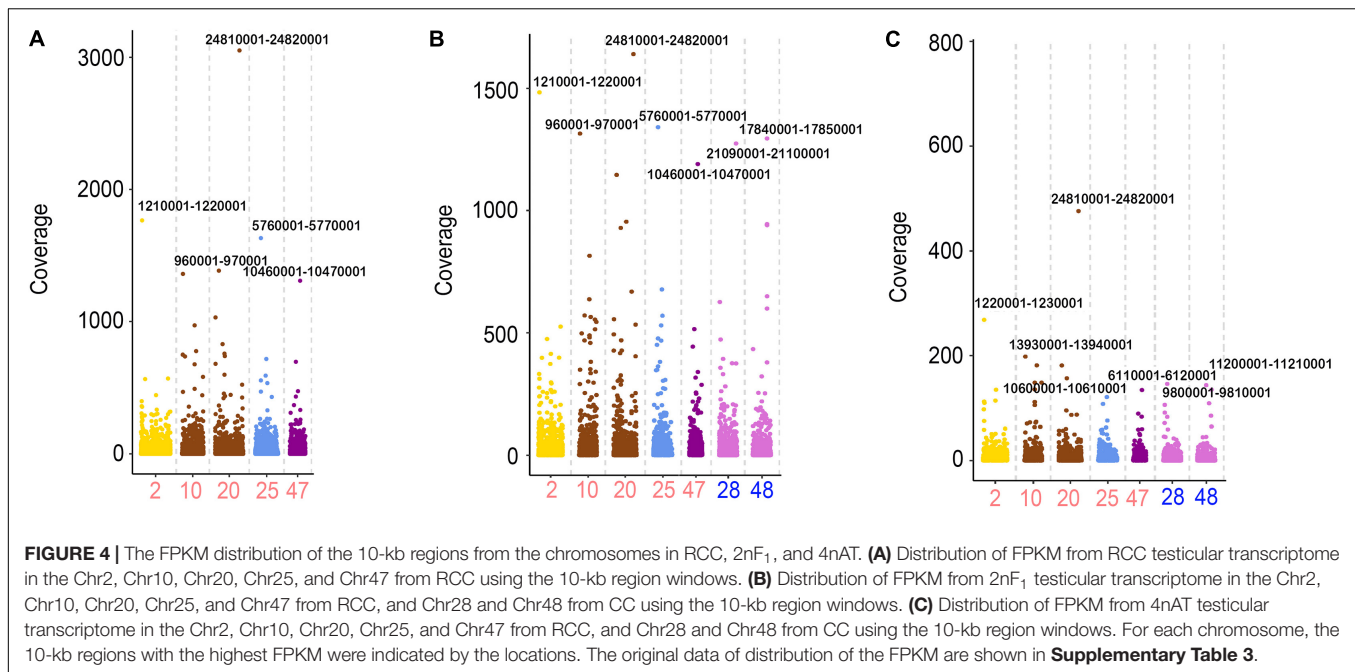 A
Coverage
3000
2000
1000
0
24810001-24820001
1210001-1220001
5760001-5770001
960001-970001
10460001-10470001
2 10 20 25 47
B
Coverage
1500
1000
500
0
24810001-24820001
1210001-1220001
960001-970001
5760001-5770001
17840001-17850001
21090001-21100001
10460001-10470001
2 10 20 25 47 28 48
C
Coverage
800
600
400
200
0
24810001-24820001
1220001-1230001
13930001-13940001
11200001-11210001
6110001-6120001
10600001-10610001
9800001-9810001
2 10 20 25 47 28 48
FIGURE 4 | The FPKM distribution of the 10-kb regions from the chromosomes in RCC, 2nF1, and 4nAT. (A) Distribution of FPKM from RCC testicular transcriptome
in the Chr2, Chr10, Chr20, Chr25, and Chr47 from RCC using the 10-kb region windows. (B) Distribution of FPKM from 2nF1 testicular transcriptome in the Chr2,
Chr10, Chr20, Chr25, and Chr47 from RCC, and Chr28 and Chr48 from CC using the 10-kb region windows. (C) Distribution of FPKM from 4nAT testicular
transcriptome in the Chr2, Chr10, Chr20, Chr25, and Chr47 from RCC, and Chr28 and Chr48 from CC using the 10-kb region windows. For each chromosome, the
10-kb regions with the highest FPKM were indicated by the locations. The original data of distribution of the FPKM are shown in Supplementary Table 3.